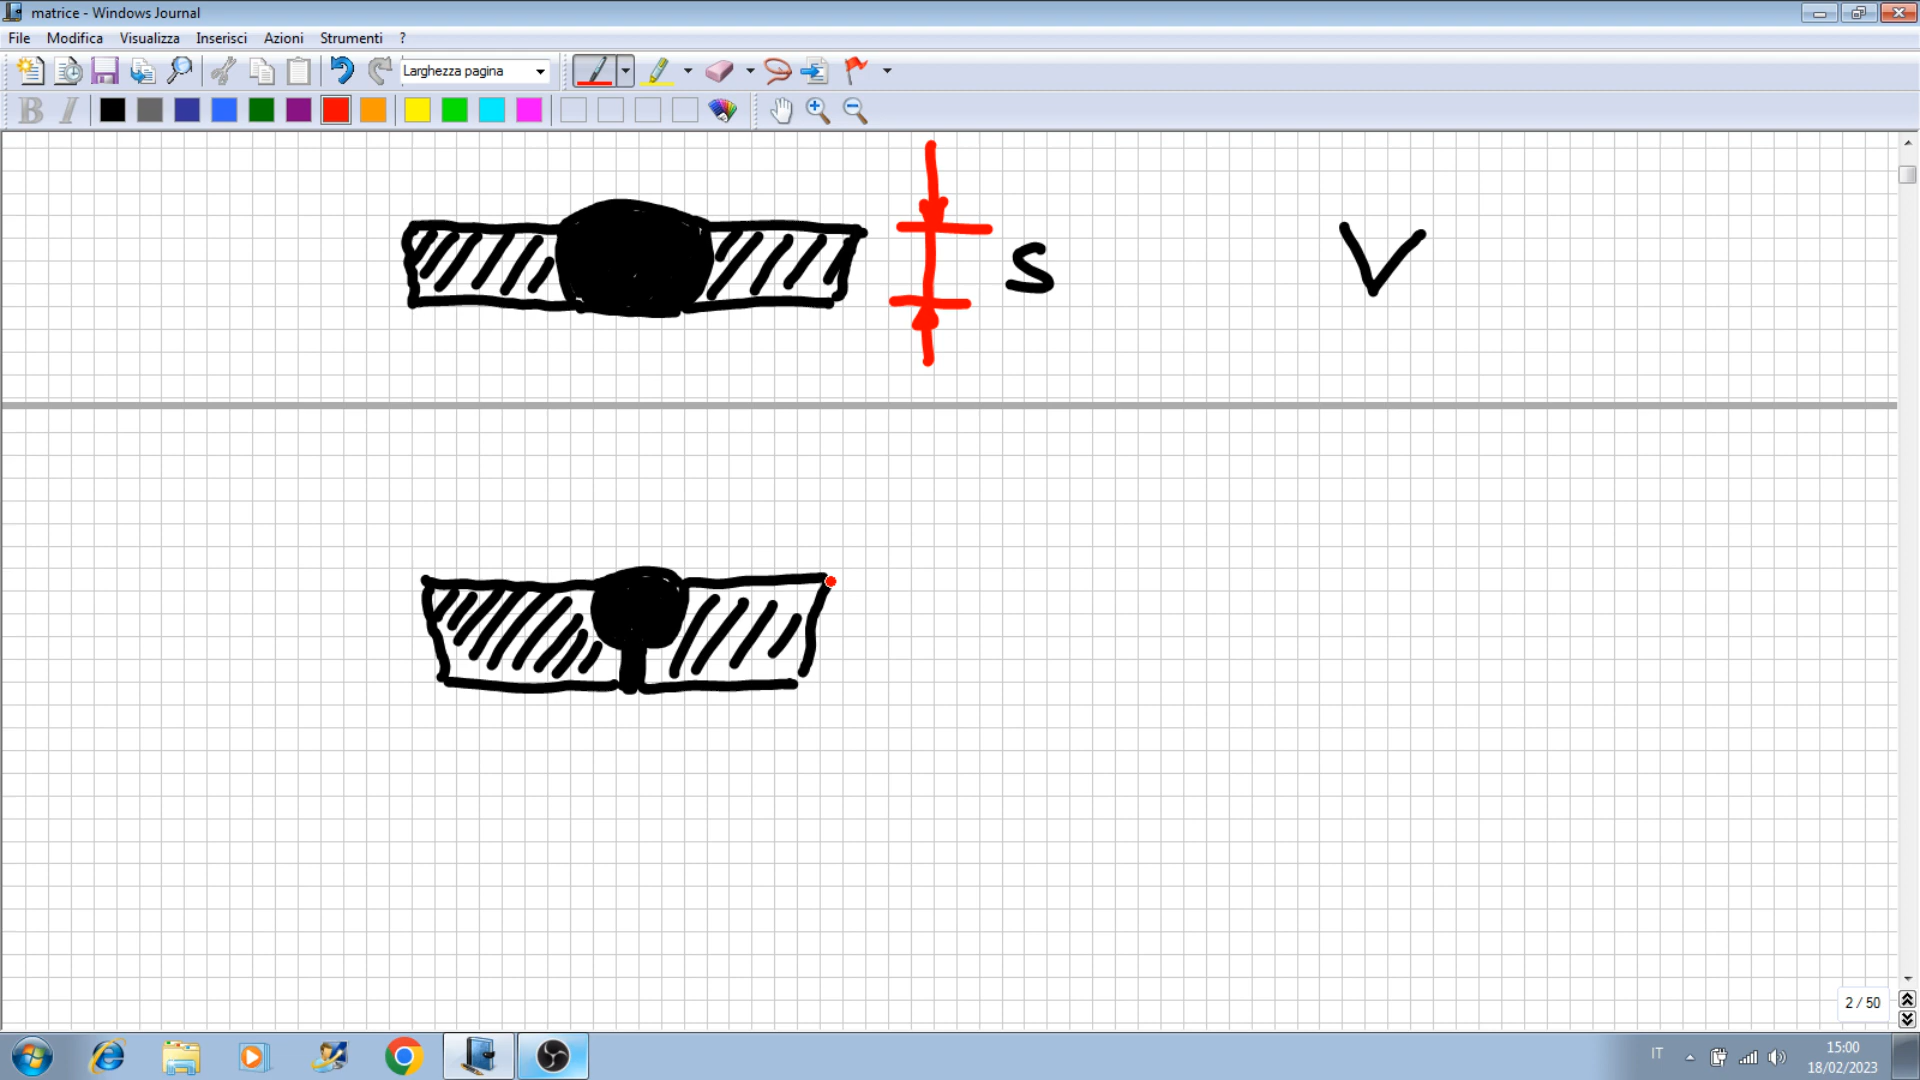 matrice - Windows Journal
File Modifica Visualizza Inserisci Azioni Strumenti ?
Larghezza pagina
B I
S V
2 / 50
IT 15:00
18/02/2023